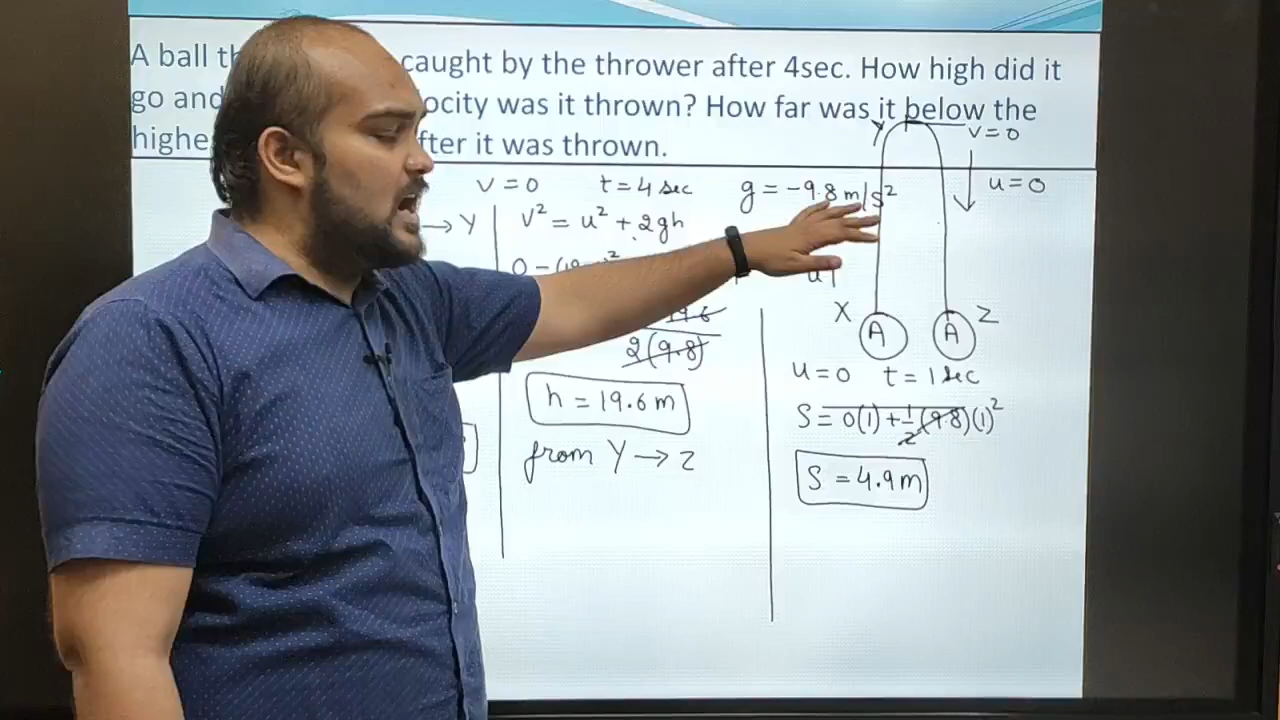 A ball caught by the thrower after 4sec. How high did it
go and ocity was it thrown? How far was it below the
highe fter it was thrown.
v = 0 t = 4 sec g = -9.8 m/s²
→ Y
v² = u² + 2gh
2(9.8)
h = 19.6 m
from Y → Z
Y v = 0
u = 0
X A A Z
u = 0 t = 1 sec
S = 0(1) + 1/2 (9.8)(1)²
S = 4.9 m